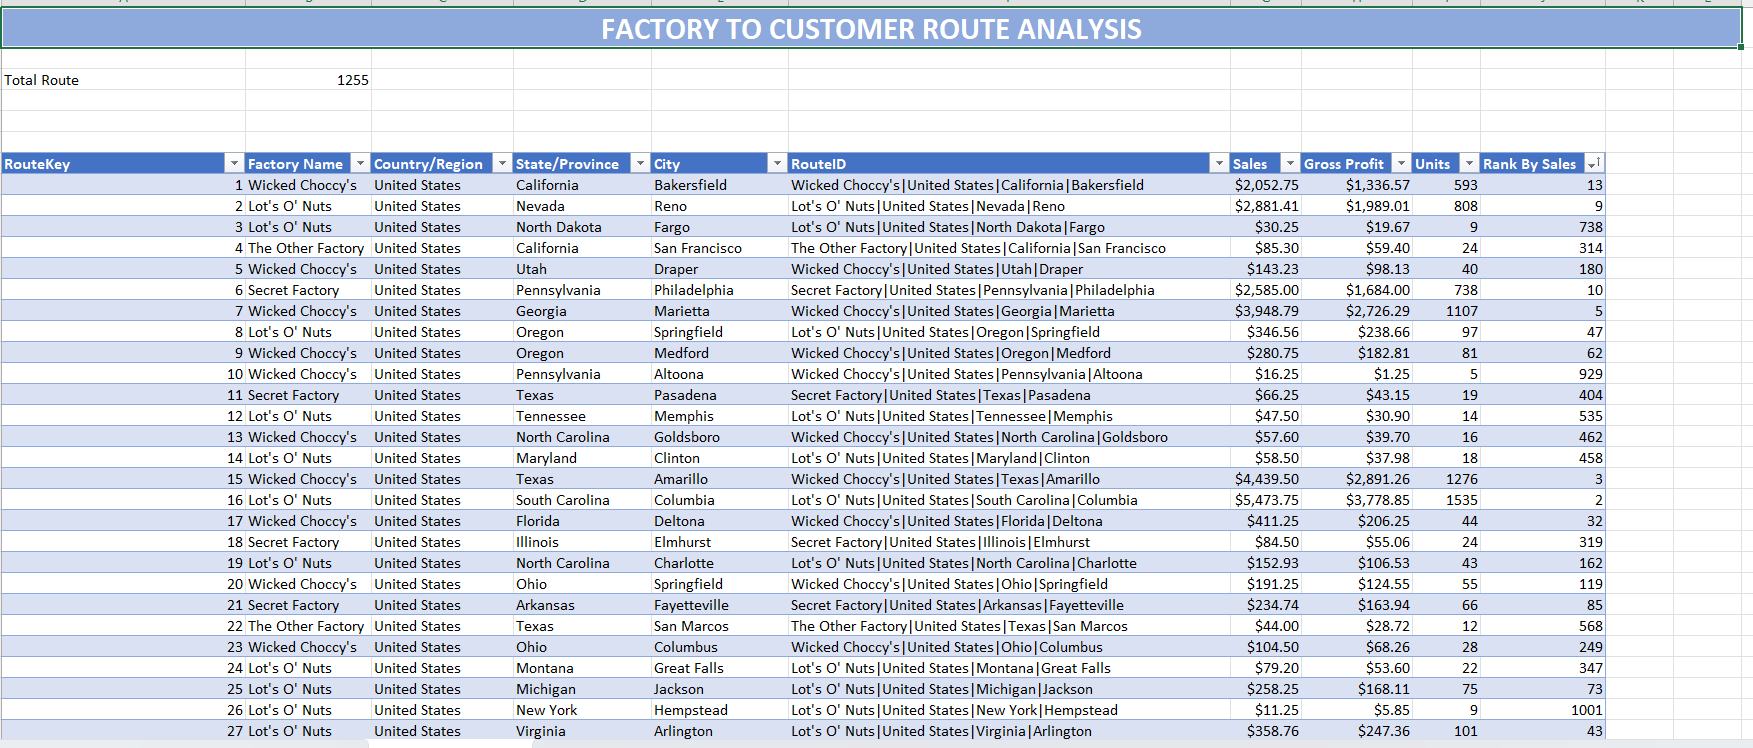 FACTORY TO CUSTOMER ROUTE ANALYSIS
Total Route 1255
RouteKey Factory Name Country/Region State/Province City RouteID Sales Gross Profit Units Rank By Sales
1 Wicked Choccy's United States California Bakersfield Wicked Choccy's|United States|California|Bakersfield $2,052.75 $1,336.57 593 13
2 Lot's O' Nuts United States Nevada Reno Lot's O' Nuts|United States|Nevada|Reno $2,881.41 $1,989.01 808 9
3 Lot's O' Nuts United States North Dakota Fargo Lot's O' Nuts|United States|North Dakota|Fargo $30.25 $19.67 9 738
4 The Other Factory United States California San Francisco The Other Factory|United States|California|San Francisco $85.30 $59.40 24 314
5 Wicked Choccy's United States Utah Draper Wicked Choccy's|United States|Utah|Draper $143.23 $98.13 40 180
6 Secret Factory United States Pennsylvania Philadelphia Secret Factory|United States|Pennsylvania|Philadelphia $2,585.00 $1,684.00 738 10
7 Wicked Choccy's United States Georgia Marietta Wicked Choccy's|United States|Georgia|Marietta $3,948.79 $2,726.29 1107 5
8 Lot's O' Nuts United States Oregon Springfield Lot's O' Nuts|United States|Oregon|Springfield $346.56 $238.66 97 47
9 Wicked Choccy's United States Oregon Medford Wicked Choccy's|United States|Oregon|Medford $280.75 $182.81 81 62
10 Wicked Choccy's United States Pennsylvania Altoona Wicked Choccy's|United States|Pennsylvania|Altoona $16.25 $1.25 5 929
11 Secret Factory United States Texas Pasadena Secret Factory|United States|Texas|Pasadena $66.25 $43.15 19 404
12 Lot's O' Nuts United States Tennessee Memphis Lot's O' Nuts|United States|Tennessee|Memphis $47.50 $30.90 14 535
13 Wicked Choccy's United States North Carolina Goldsboro Wicked Choccy's|United States|North Carolina|Goldsboro $57.60 $39.70 16 462
14 Lot's O' Nuts United States Maryland Clinton Lot's O' Nuts|United States|Maryland|Clinton $58.50 $37.98 18 458
15 Wicked Choccy's United States Texas Amarillo Wicked Choccy's|United States|Texas|Amarillo $4,439.50 $2,891.26 1276 3
16 Lot's O' Nuts United States South Carolina Columbia Lot's O' Nuts|United States|South Carolina|Columbia $5,473.75 $3,778.85 1535 2
17 Wicked Choccy's United States Florida Deltona Wicked Choccy's|United States|Florida|Deltona $411.25 $206.25 44 32
18 Secret Factory United States Illinois Elmhurst Secret Factory|United States|Illinois|Elmhurst $84.50 $55.06 24 319
19 Lot's O' Nuts United States North Carolina Charlotte Lot's O' Nuts|United States|North Carolina|Charlotte $152.93 $106.53 43 162
20 Wicked Choccy's United States Ohio Springfield Wicked Choccy's|United States|Ohio|Springfield $191.25 $124.55 55 119
21 Secret Factory United States Arkansas Fayetteville Secret Factory|United States|Arkansas|Fayetteville $234.74 $163.94 66 85
22 The Other Factory United States Texas San Marcos The Other Factory|United States|Texas|San Marcos $44.00 $28.72 12 568
23 Wicked Choccy's United States Ohio Columbus Wicked Choccy's|United States|Ohio|Columbus $104.50 $68.26 28 249
24 Lot's O' Nuts United States Montana Great Falls Lot's O' Nuts|United States|Montana|Great Falls $79.20 $53.60 22 347
25 Lot's O' Nuts United States Michigan Jackson Lot's O' Nuts|United States|Michigan|Jackson $258.25 $168.11 75 73
26 Lot's O' Nuts United States New York Hempstead Lot's O' Nuts|United States|New York|Hempstead $11.25 $5.85 9 1001
27 Lot's O' Nuts United States Virginia Arlington Lot's O' Nuts|United States|Virginia|Arlington $358.76 $247.36 101 43